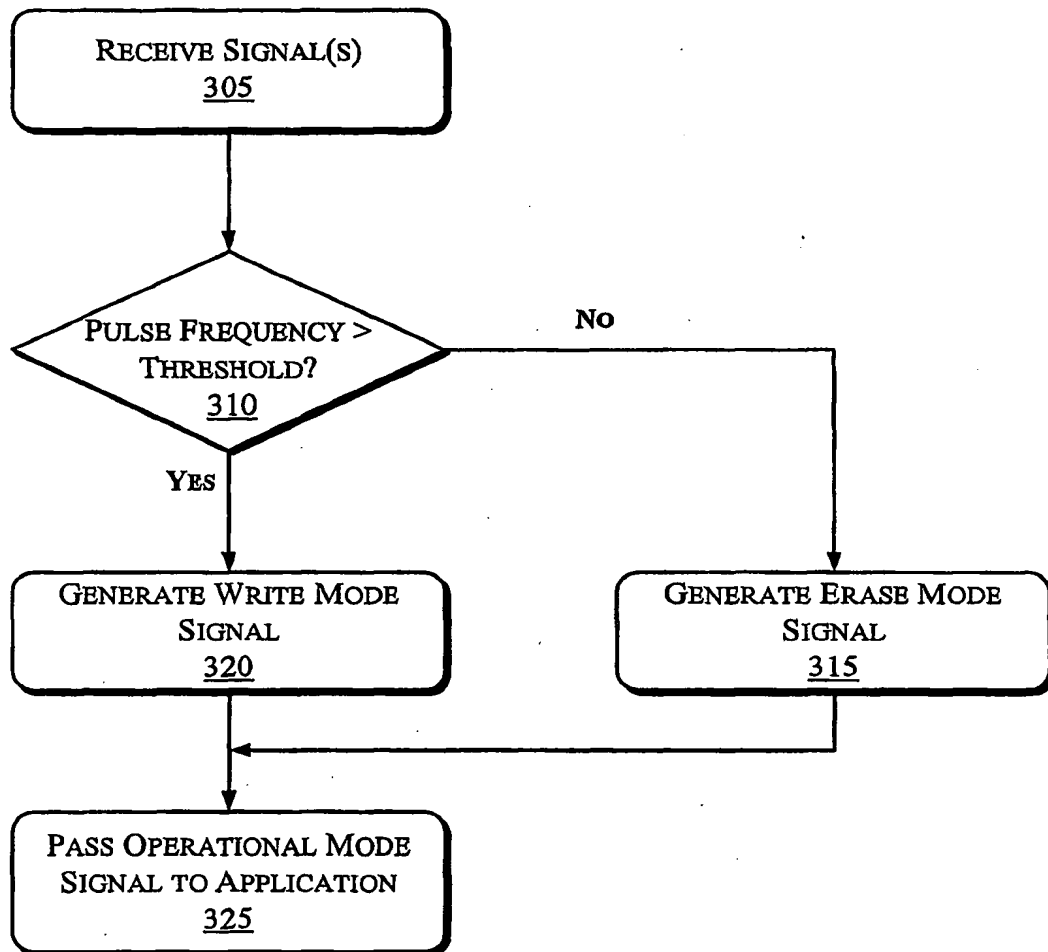 RECEIVE SIGNAL(S)
305
PULSE FREQUENCY >
THRESHOLD?
310
NO
YES
GENERATE WRITE MODE
SIGNAL
320
GENERATE ERASE MODE
SIGNAL
315
PASS OPERATIONAL MODE
SIGNAL TO APPLICATION
325